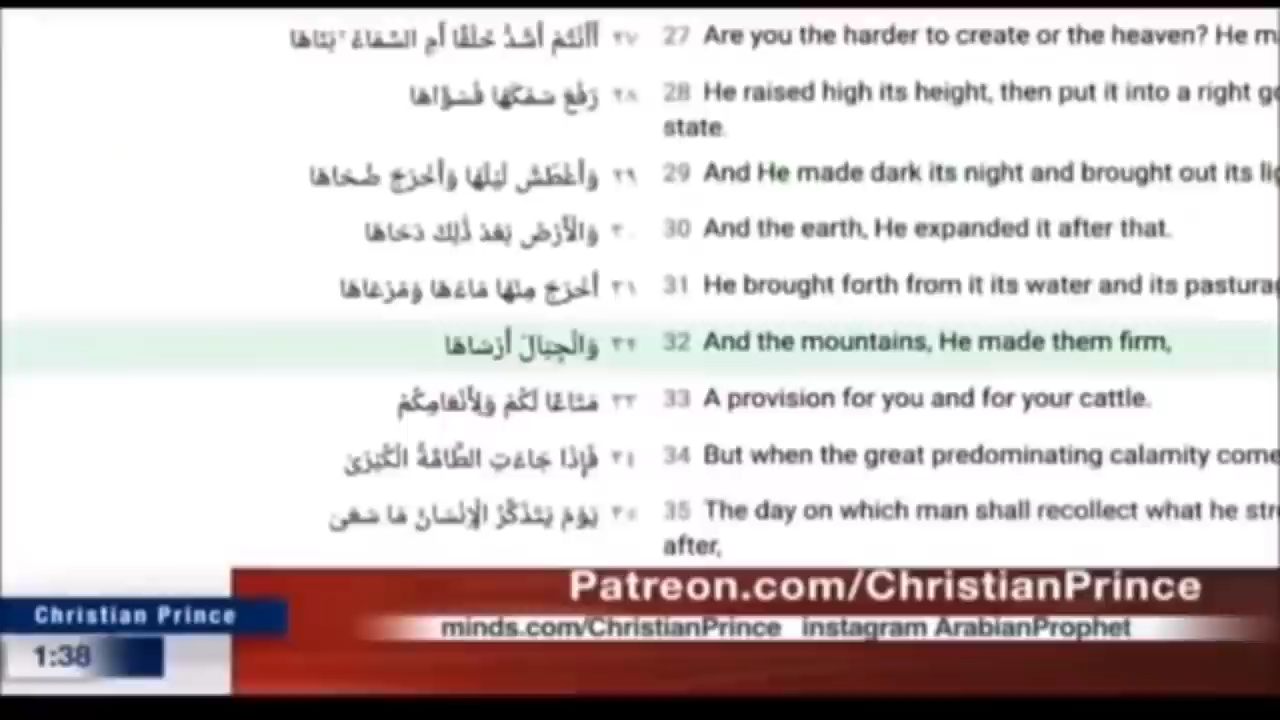 أَأَنْتُمْ أَشَدُّ خَلْقًا أَمِ السَّمَاءُ ۚ بَنَاهَا ٢٧ 27 Are you the harder to create or the heaven? He m
رَفَعَ سَمْكَهَا فَسَوَّاهَا ٢٨ 28 He raised high its height, then put it into a right go
state.
وَأَغْطَشَ لَيْلَهَا وَأَخْرَجَ ضُحَاهَا ٢٩ 29 And He made dark its night and brought out its lig
وَالْأَرْضَ بَعْدَ ذَٰلِكَ دَحَاهَا ٣٠ 30 And the earth, He expanded it after that.
أَخْرَجَ مِنْهَا مَاءَهَا وَمَرْعَاهَا ٣١ 31 He brought forth from it its water and its pasturag
وَالْجِبَالَ أَرْسَاهَا ٣٢ 32 And the mountains, He made them firm,
مَتَاعًا لَكُمْ وَلِأَنْعَامِكُمْ ٣٣ 33 A provision for you and for your cattle.
فَإِذَا جَاءَتِ الطَّامَّةُ الْكُبْرَىٰ ٣٤ 34 But when the great predominating calamity come
يَوْمَ يَتَذَكَّرُ الْإِنْسَانُ مَا سَعَىٰ ٣٥ 35 The day on which man shall recollect what he str
after,
Patreon.com/ChristianPrince
Christian Prince
minds.com/ChristianPrince instagram ArabianProphet
1:38